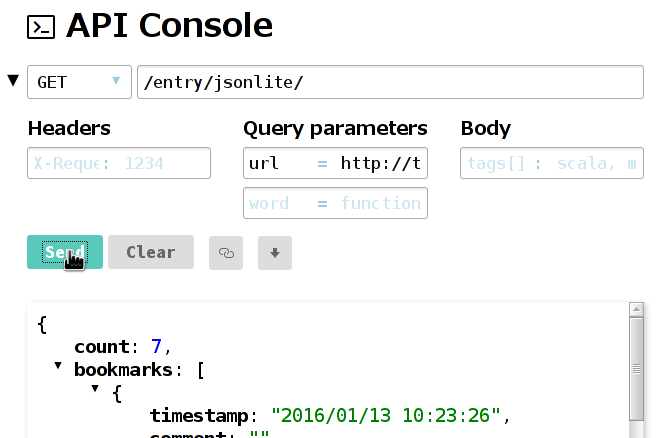 API Console
GET /entry/jsonlite/
Headers Query parameters Body
X-Reque: 1234 url = http://t tags[] : scala, m
word = function
Send Clear
{
count: 7,
bookmarks: [
{
timestamp: "2016/01/13 10:23:26",
comment: ""